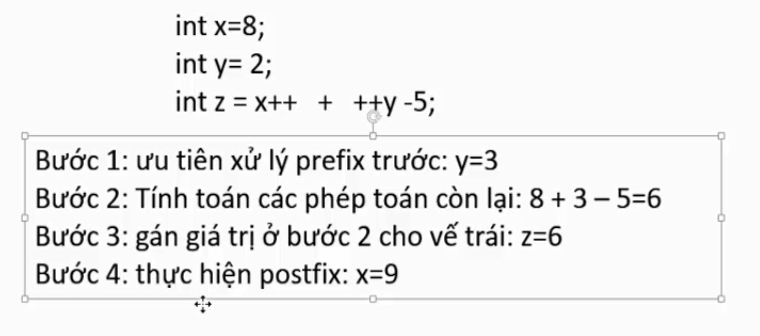 int x=8;
int y= 2;
int z = x++ + ++y -5;
Bước 1: ưu tiên xử lý prefix trước: y=3
Bước 2: Tính toán các phép toán còn lại: 8 + 3 – 5=6
Bước 3: gán giá trị ở bước 2 cho vế trái: z=6
Bước 4: thực hiện postfix: x=9